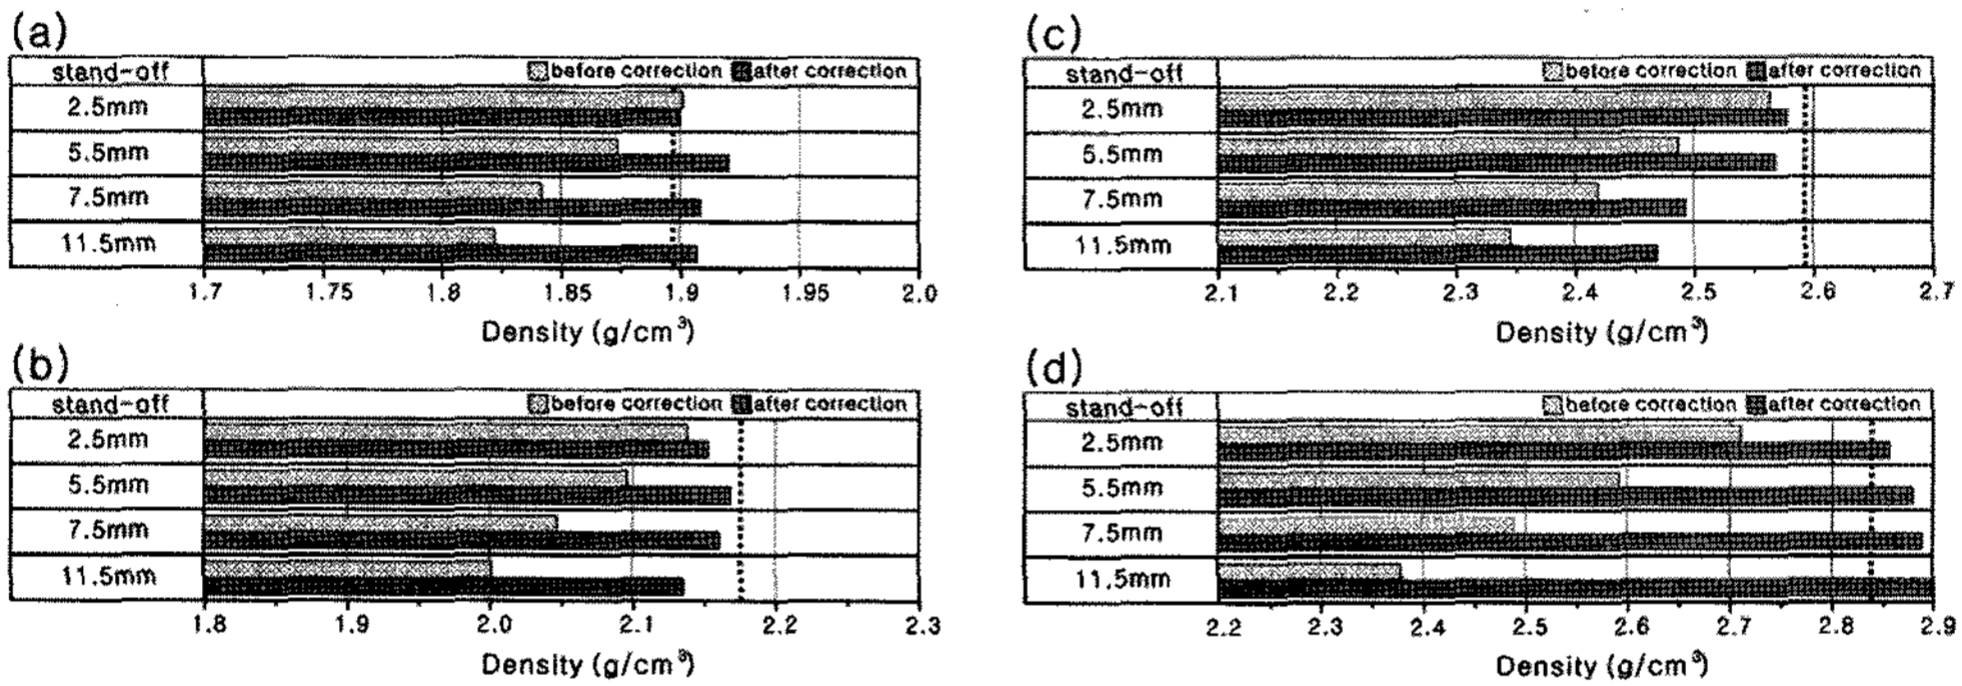 (a)
stand-off
before correction after correction
2.5mm
5.5mm
7.5mm
11.5mm
1.7 1.75 1.8 1.85 1.9 1.95 2.0
Density (g/cm³)
(b)
stand-off
before correction after correction
2.5mm
5.5mm
7.5mm
11.5mm
1.8 1.9 2.0 2.1 2.2 2.3
Density (g/cm³)
(c)
stand-off
before correction after correction
2.5mm
5.5mm
7.5mm
11.5mm
2.1 2.2 2.3 2.4 2.5 2.6 2.7
Density (g/cm³)
(d)
stand-off
before correction after correction
2.5mm
5.5mm
7.5mm
11.5mm
2.2 2.3 2.4 2.5 2.6 2.7 2.8 2.9
Density (g/cm³)